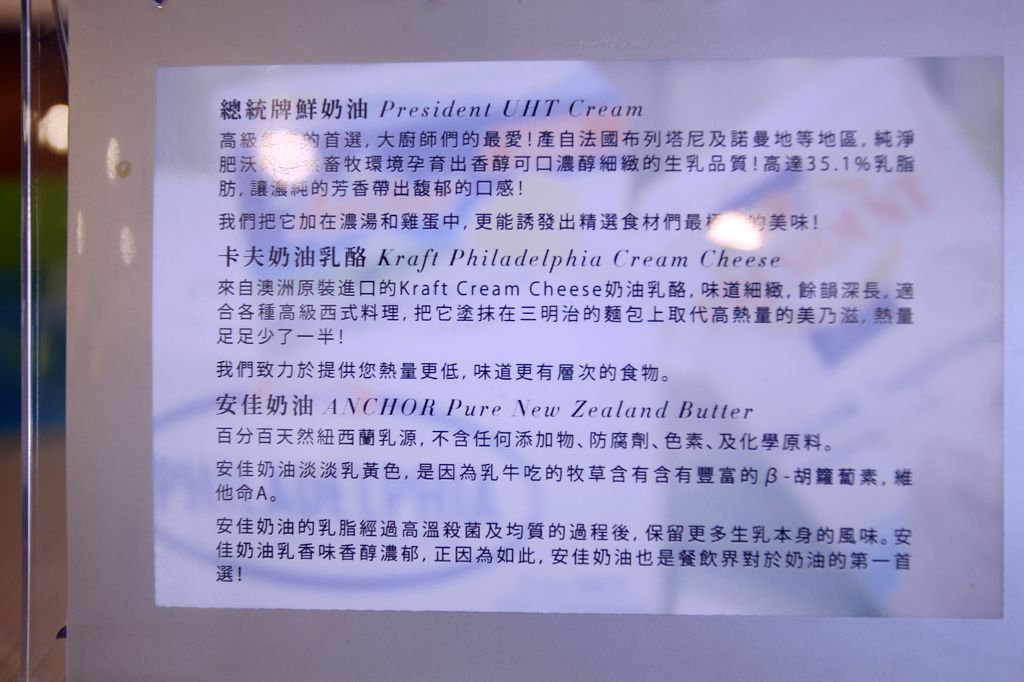 總統牌鮮奶油 President UHT Cream
高級的首選，大廚師們的最愛！產自法國布列塔尼及諾曼地等地區，純淨
肥沃畜牧環境孕育出香醇可口濃醇細緻的生乳品質！高達35.1%乳脂
肪，讓濃純的芳香帶出馥郁的口感！
我們把它加在濃湯和雞蛋中，更能誘發出精選食材們最的美味！
卡夫奶油乳酪 Kraft Philadelphia Cream Cheese
來自澳洲原裝進口的Kraft Cream Cheese奶油乳酪，味道細緻，餘韻深長，適
合各種高級西式料理，把它塗抹在三明治的麵包上取代高熱量的美乃滋，熱量
足足少了一半！
我們致力於提供您熱量更低，味道更有層次的食物。
安佳奶油 ANCHOR Pure New Zealand Butter
百分百天然紐西蘭乳源，不含任何添加物、防腐劑、色素、及化學原料。
安佳奶油淡淡乳黃色，是因為乳牛吃的牧草含有含有豐富的β-胡籮蔔素，維
他命A。
安佳奶油的乳脂經過高溫殺菌及均質的過程後，保留更多生乳本身的風味。安
佳奶油乳香味香醇濃郁，正因為如此，安佳奶油也是餐飲界對於奶油的第一首
選！